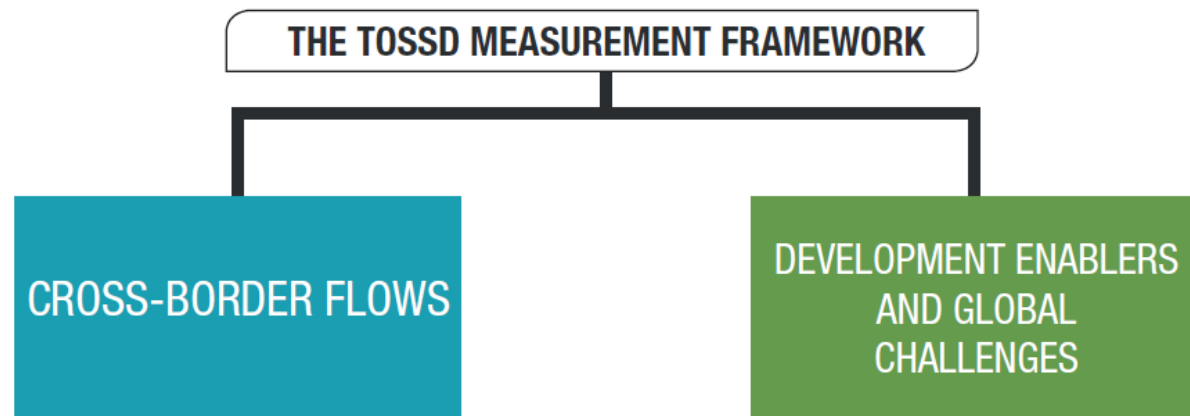 THE TOSSD MEASUREMENT FRAMEWORK
CROSS-BORDER FLOWS
DEVELOPMENT ENABLERS
AND GLOBAL
CHALLENGES